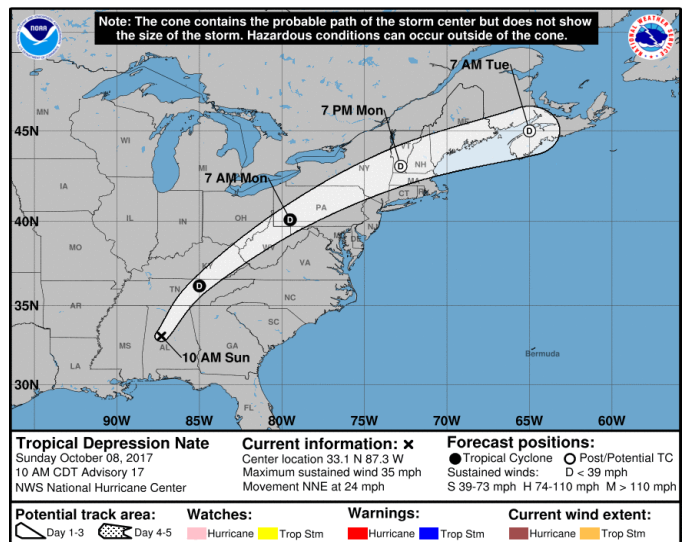 Note: The cone contains the probable path of the storm center but does not show
the size of the storm. Hazardous conditions can occur outside of the cone.
NOAA
NATIONAL WEATHER SERVICE
7 AM Tue
7 PM Mon
7 AM Mon
10 AM Sun
MN
WI
MI
IA
IL
IN
OH
PA
NY
VT
NH
ME
MA
CT
RI
NJ
DE
MO
KY
WV
VA
TN
NC
AR
SC
MS
AL
GA
LA
FL
Bermuda
D
D
D
D
45N
40N
35N
30N
90W
85W
80W
75W
70W
65W
60W
Tropical Depression Nate
Sunday October 08, 2017
10 AM CDT Advisory 17
NWS National Hurricane Center
Current information: ×
Center location 33.1 N 87.3 W
Maximum sustained wind 35 mph
Movement NNE at 24 mph
Forecast positions:
● Tropical Cyclone ○ Post/Potential TC
Sustained winds: D < 39 mph
S 39-73 mph H 74-110 mph M > 110 mph
Potential track area:
Day 1-3 Day 4-5
Watches:
Hurricane Trop Stm
Warnings:
Hurricane Trop Stm
Current wind extent:
Hurricane Trop Stm